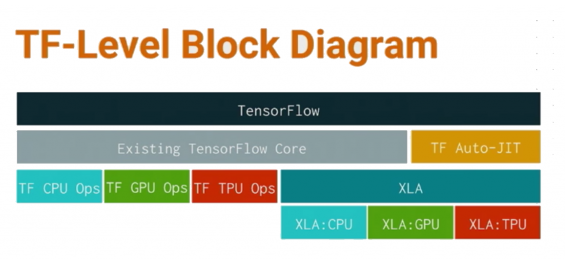 TF-Level Block Diagram
TensorFlow
Existing TensorFlow Core TF Auto-JIT
TF CPU Ops TF GPU Ops TF TPU Ops XLA
XLA:CPU XLA:GPU XLA:TPU